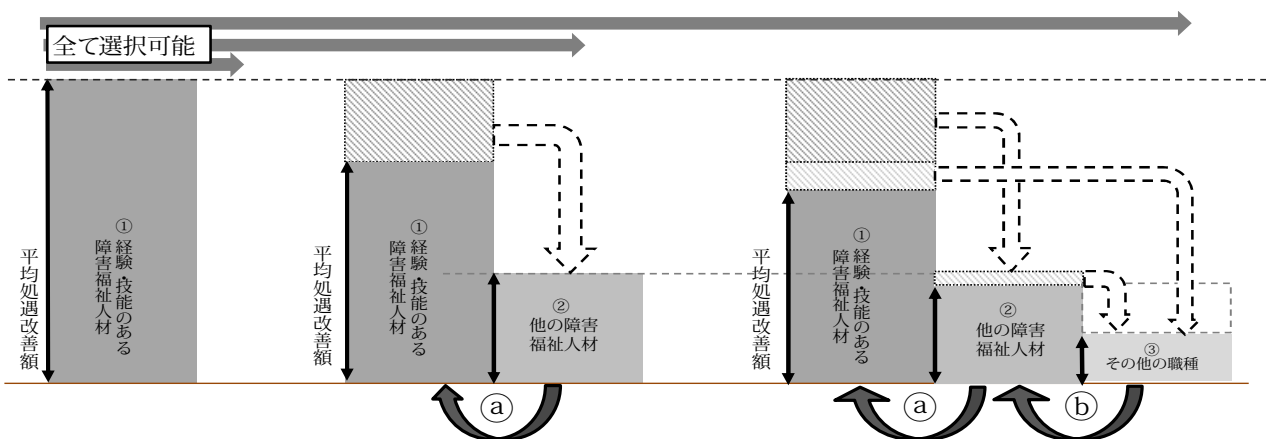 全て選択可能
平均処遇改善額
①経験・技能のある
障害福祉人材
平均処遇改善額
①経験・技能のある
障害福祉人材
②
他の障害
福祉人材
ⓐ
平均処遇改善額
①経験・技能のある
障害福祉人材
②
他の障害
福祉人材
③
その他の職種
ⓐ
ⓑ